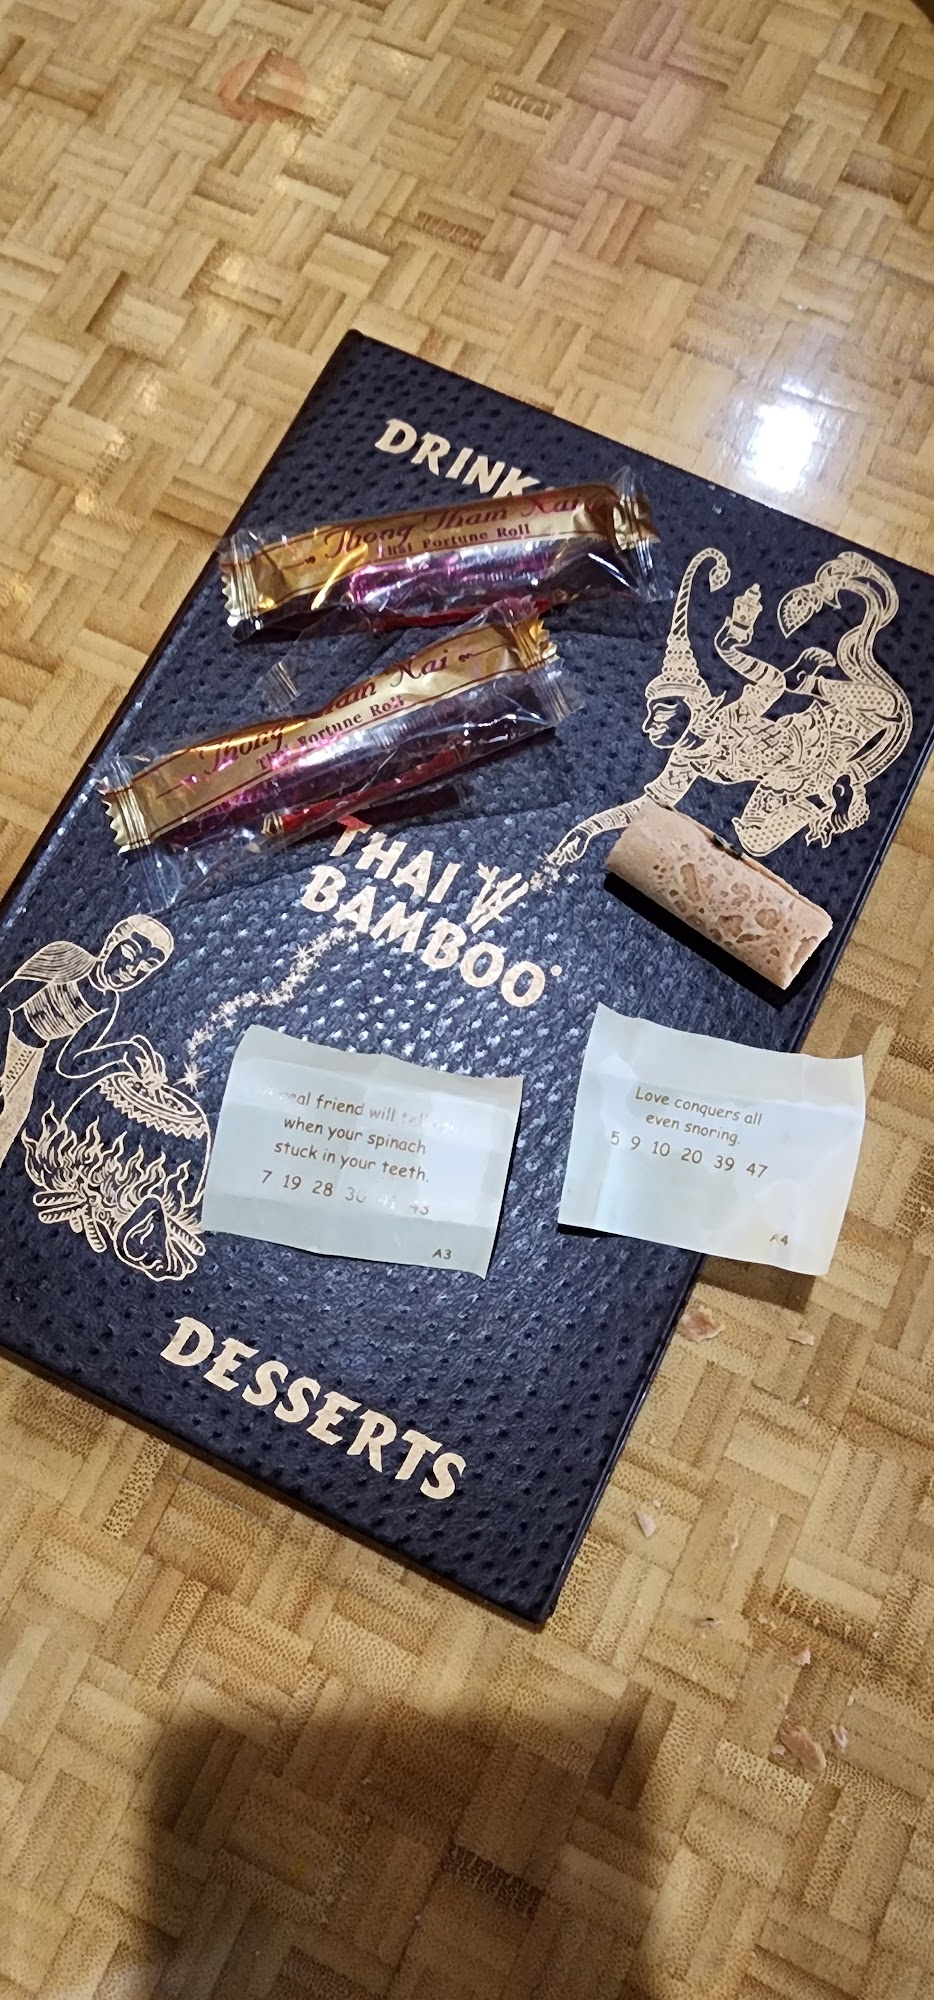 DRINK
Thong Tham Nai
Thai Fortune Roll
Thong Tham Nai
Thai Fortune Roll
THAI
BAMBOO
real friend will tell
when your spinach
stuck in your teeth.
7 19 28 30 41 43
A3
Love conquers all
even snoring.
5 9 10 20 39 47
A4
DESSERTS